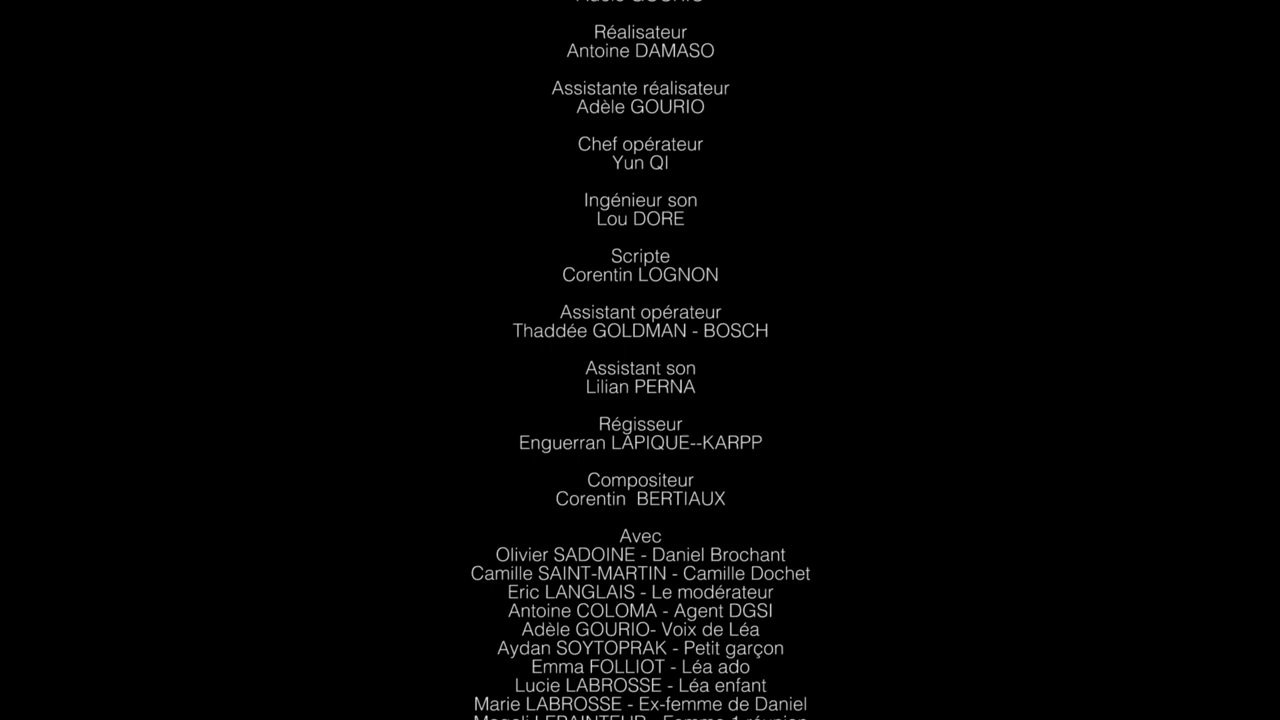 Réalisateur
Antoine DAMASO
Assistante réalisateur
Adèle GOURIO
Chef opérateur
Yun QI
Ingénieur son
Lou DORE
Scripte
Corentin LOGNON
Assistant opérateur
Thaddée GOLDMAN - BOSCH
Assistant son
Lilian PERNA
Régisseur
Enguerran LAPIQUE--KARPP
Compositeur
Corentin  BERTIAUX
Avec
Olivier SADOINE - Daniel Brochant
Camille SAINT-MARTIN - Camille Dochet
Eric LANGLAIS - Le modérateur
Antoine COLOMA - Agent DGSI
Adèle GOURIO- Voix de Léa
Aydan SOYTOPRAK - Petit garçon
Emma FOLLIOT - Léa ado
Lucie LABROSSE - Léa enfant
Marie LABROSSE - Ex-femme de Daniel